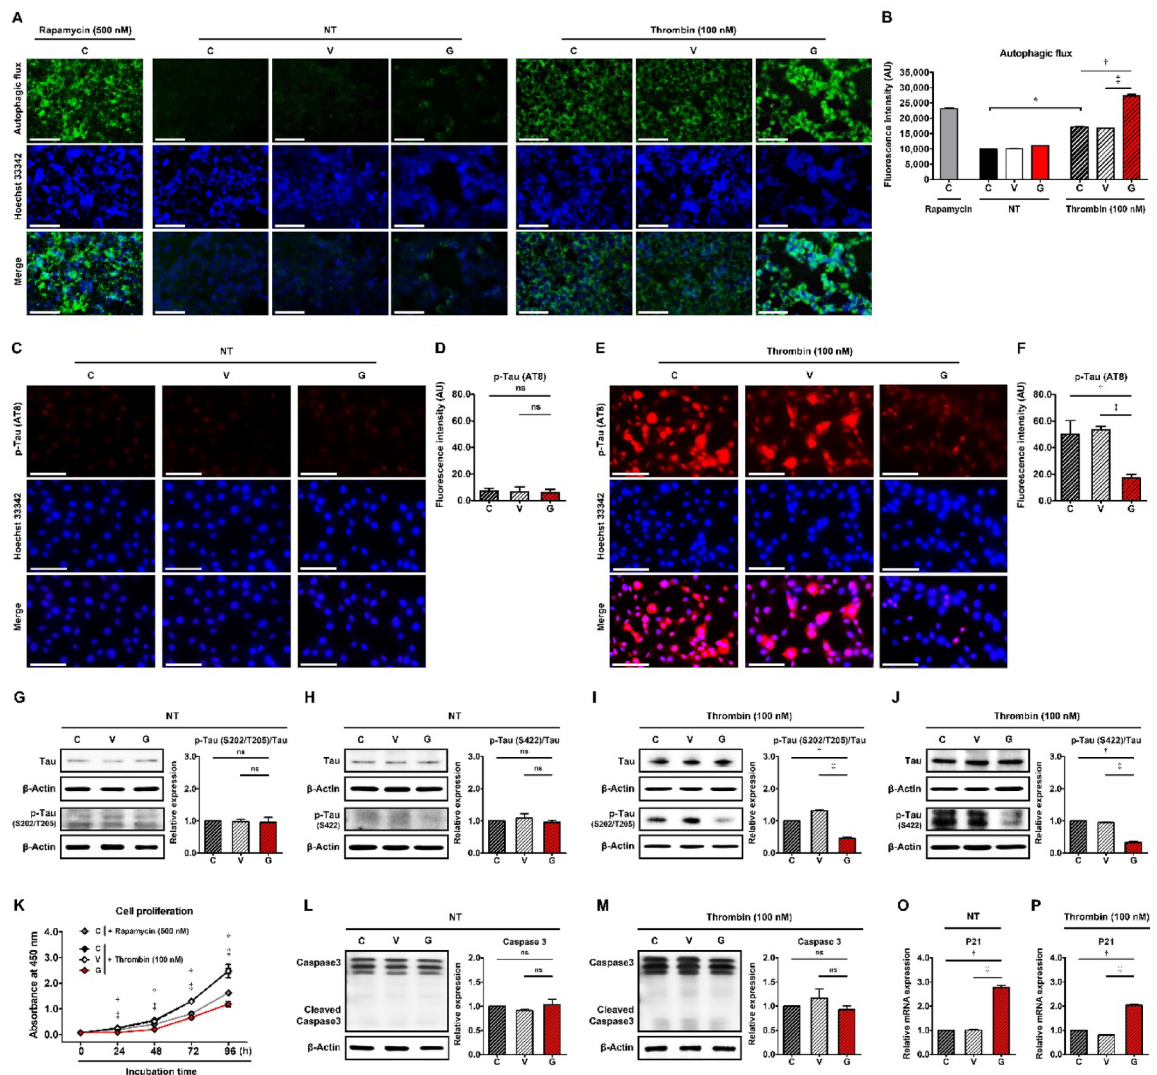 A
Rapamycin (500 nM)
NT
Thrombin (100 nM)
C
C V G
C V G
Autophagic flux
Hoechst 33342
Merge
B
Autophagic flux
Fluorescence Intensity (AU)
35,000
30,000
25,000
20,000
15,000
10,000
5,000
0
*
†
‡
C C V G C V G
Rapamycin NT Thrombin (100 nM)
C
NT
C V G
p-Tau (AT8)
Hoechst 33342
Merge
D
p-Tau (AT8)
Fluorescence intensity (AU)
80.0
60.0
40.0
20.0
0.0
ns
ns
C V G
E
Thrombin (100 nM)
C V G
p-Tau (AT8)
Hoechst 33342
Merge
F
p-Tau (AT8)
Fluorescence intensity (AU)
80.0
60.0
40.0
20.0
0.0
‡
C V G
G
NT
C V G
Tau
β-Actin
p-Tau
(S202/T205)
β-Actin
p-Tau (S202/T205)/Tau
Relative expression
3.0
2.0
1.0
0.0
ns
ns
C V G
H
NT
C V G
Tau
β-Actin
p-Tau
(S422)
β-Actin
p-Tau (S422)/Tau
Relative expression
3.0
2.0
1.0
0.0
ns
ns
C V G
I
Thrombin (100 nM)
C V G
Tau
β-Actin
p-Tau
(S202/T205)
β-Actin
p-Tau (S202/T205)/Tau
Relative expression
3.0
2.0
1.0
0.0
‡
C V G
J
Thrombin (100 nM)
C V G
Tau
β-Actin
p-Tau
(S422)
β-Actin
p-Tau (S422)/Tau
Relative expression
3.0
2.0
1.0
0.0
†
‡
C V G
K
Cell proliferation
C + Rapamycin (500 nM)
C
V + Thrombin (100 nM)
G
Absorbance at 450 nm
4.0
3.0
2.0
1.0
0.0
0 24 48 72 96 (h)
Incubation time
L
NT
C V G
Caspase3
Cleaved
Caspase3
β-Actin
Caspase 3
Relative expression
3.0
2.0
1.0
0.0
ns
ns
C V G
M
Thrombin (100 nM)
C V G
Caspase3
Cleaved
Caspase3
β-Actin
Caspase 3
Relative expression
3.0
2.0
1.0
0.0
ns
ns
C V G
O
NT
P21
Relative mRNA expression
4.0
3.0
2.0
1.0
0.0
†
‡
C V G
P
Thrombin (100 nM)
P21
Relative mRNA expression
4.0
3.0
2.0
1.0
0.0
†
‡
C V G